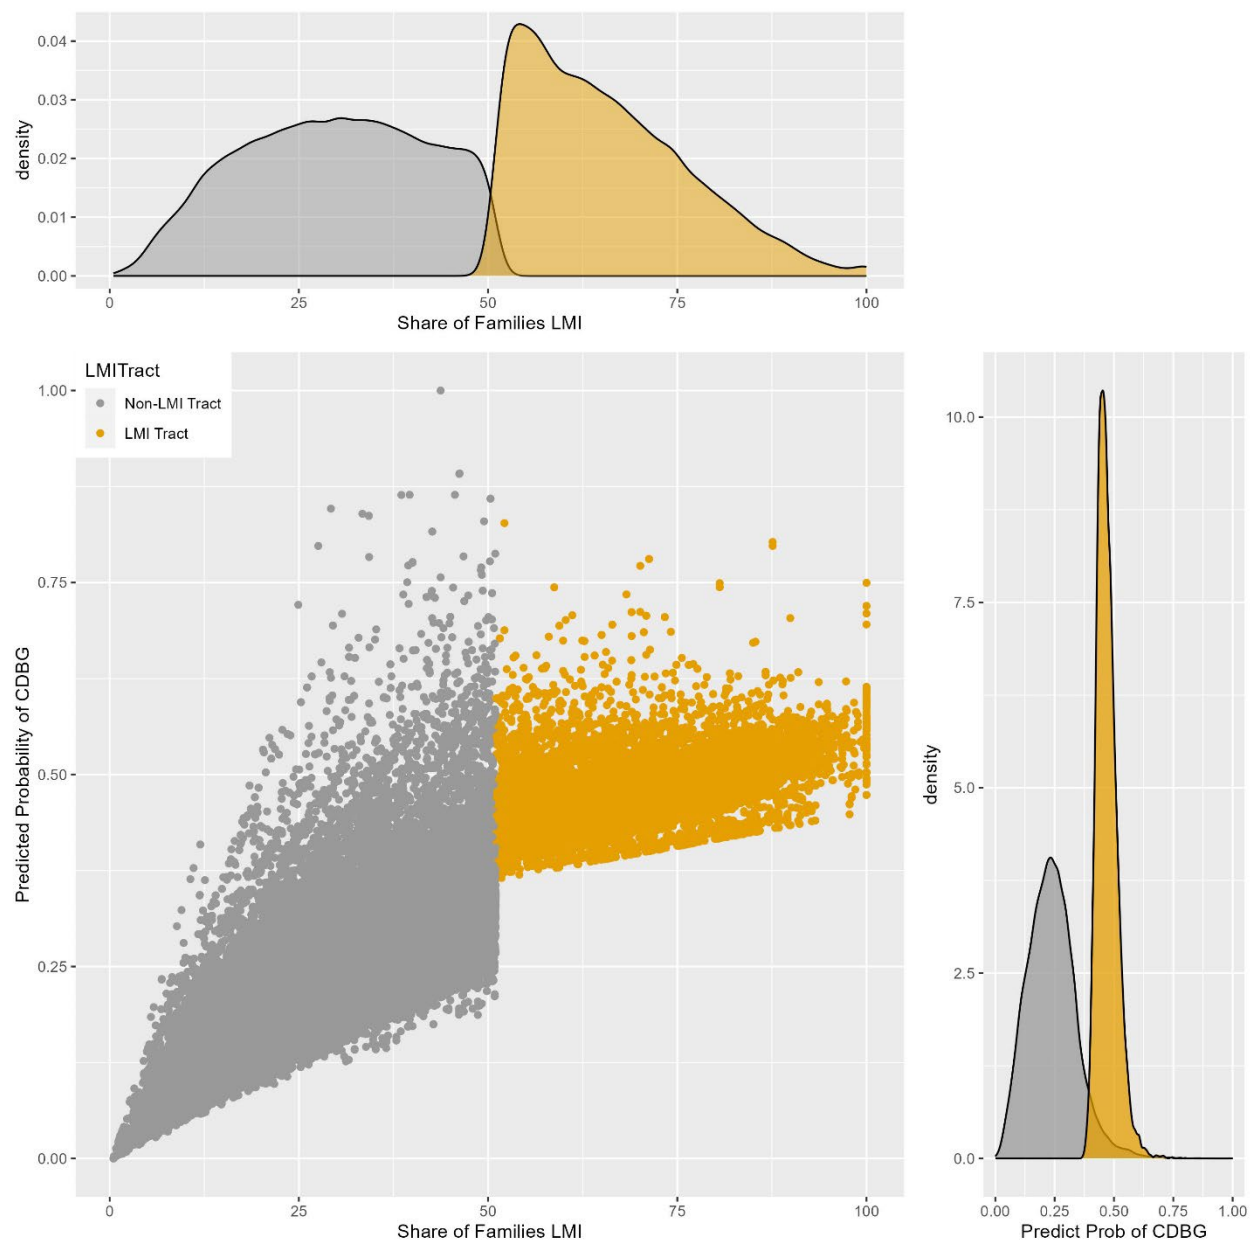 0.04
0.03
0.02
0.01
0.00
density
0 25 50 75 100
Share of Families LMI
LMITract
Non-LMI Tract
LMI Tract
1.00
0.75
0.50
0.25
0.00
Predicted Probability of CDBG
0 25 50 75 100
Share of Families LMI
10.0
7.5
5.0
2.5
0.0
density
0.00 0.25 0.50 0.75 1.00
Predict Prob of CDBG